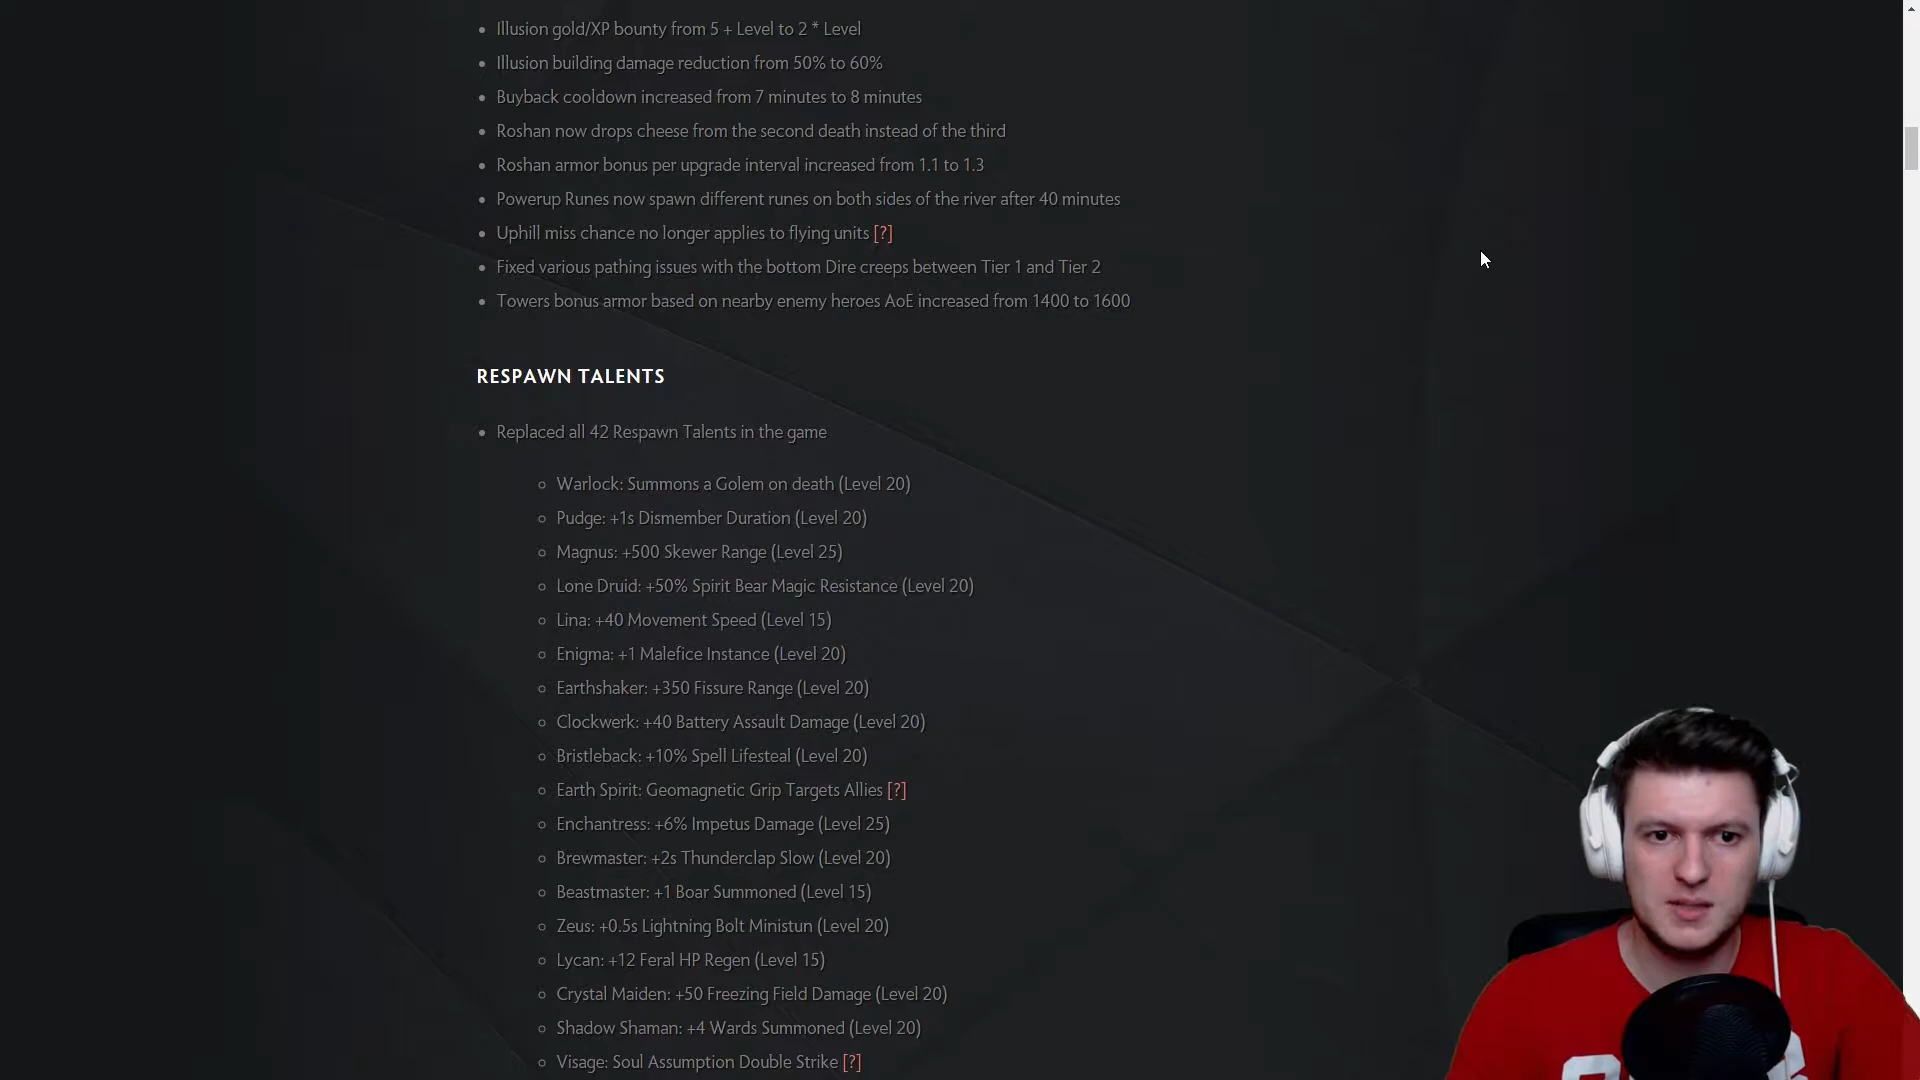 Illusion gold/XP bounty from 5 + Level to 2 * Level
Illusion building damage reduction from 50% to 60%
Buyback cooldown increased from 7 minutes to 8 minutes
Roshan now drops cheese from the second death instead of the third
Roshan armor bonus per upgrade interval increased from 1.1 to 1.3
Powerup Runes now spawn different runes on both sides of the river after 40 minutes
Uphill miss chance no longer applies to flying units [?]
Fixed various pathing issues with the bottom Dire creeps between Tier 1 and Tier 2
Towers bonus armor based on nearby enemy heroes AoE increased from 1400 to 1600
RESPAWN TALENTS
Replaced all 42 Respawn Talents in the game
Warlock: Summons a Golem on death (Level 20)
Pudge: +1s Dismember Duration (Level 20)
Magnus: +500 Skewer Range (Level 25)
Lone Druid: +50% Spirit Bear Magic Resistance (Level 20)
Lina: +40 Movement Speed (Level 15)
Enigma: +1 Malefice Instance (Level 20)
Earthshaker: +350 Fissure Range (Level 20)
Clockwerk: +40 Battery Assault Damage (Level 20)
Bristleback: +10% Spell Lifesteal (Level 20)
Earth Spirit: Geomagnetic Grip Targets Allies [?]
Enchantress: +6% Impetus Damage (Level 25)
Brewmaster: +2s Thunderclap Slow (Level 20)
Beastmaster: +1 Boar Summoned (Level 15)
Zeus: +0.5s Lightning Bolt Ministun (Level 20)
Lycan: +12 Feral HP Regen (Level 15)
Crystal Maiden: +50 Freezing Field Damage (Level 20)
Shadow Shaman: +4 Wards Summoned (Level 20)
Visage: Soul Assumption Double Strike [?]